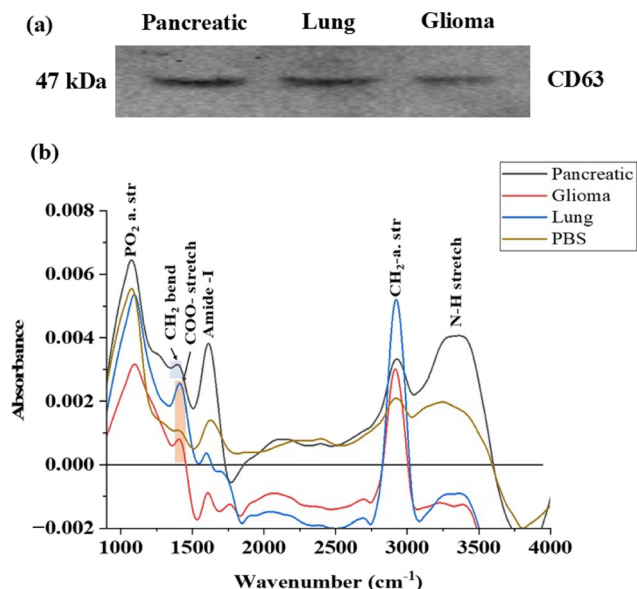 (a)
Pancreatic Lung Glioma
47 kDa CD63
(b)
Pancreatic
Glioma
Lung
PBS
PO2 a. str
CH2 bend
COO- stretch
Amide -I
CH2-a. str
N-H stretch
0.008
0.006
0.004
0.002
0.000
−0.002
Absorbance
1000 1500 2000 2500 3000 3500 4000
Wavenumber (cm-1)